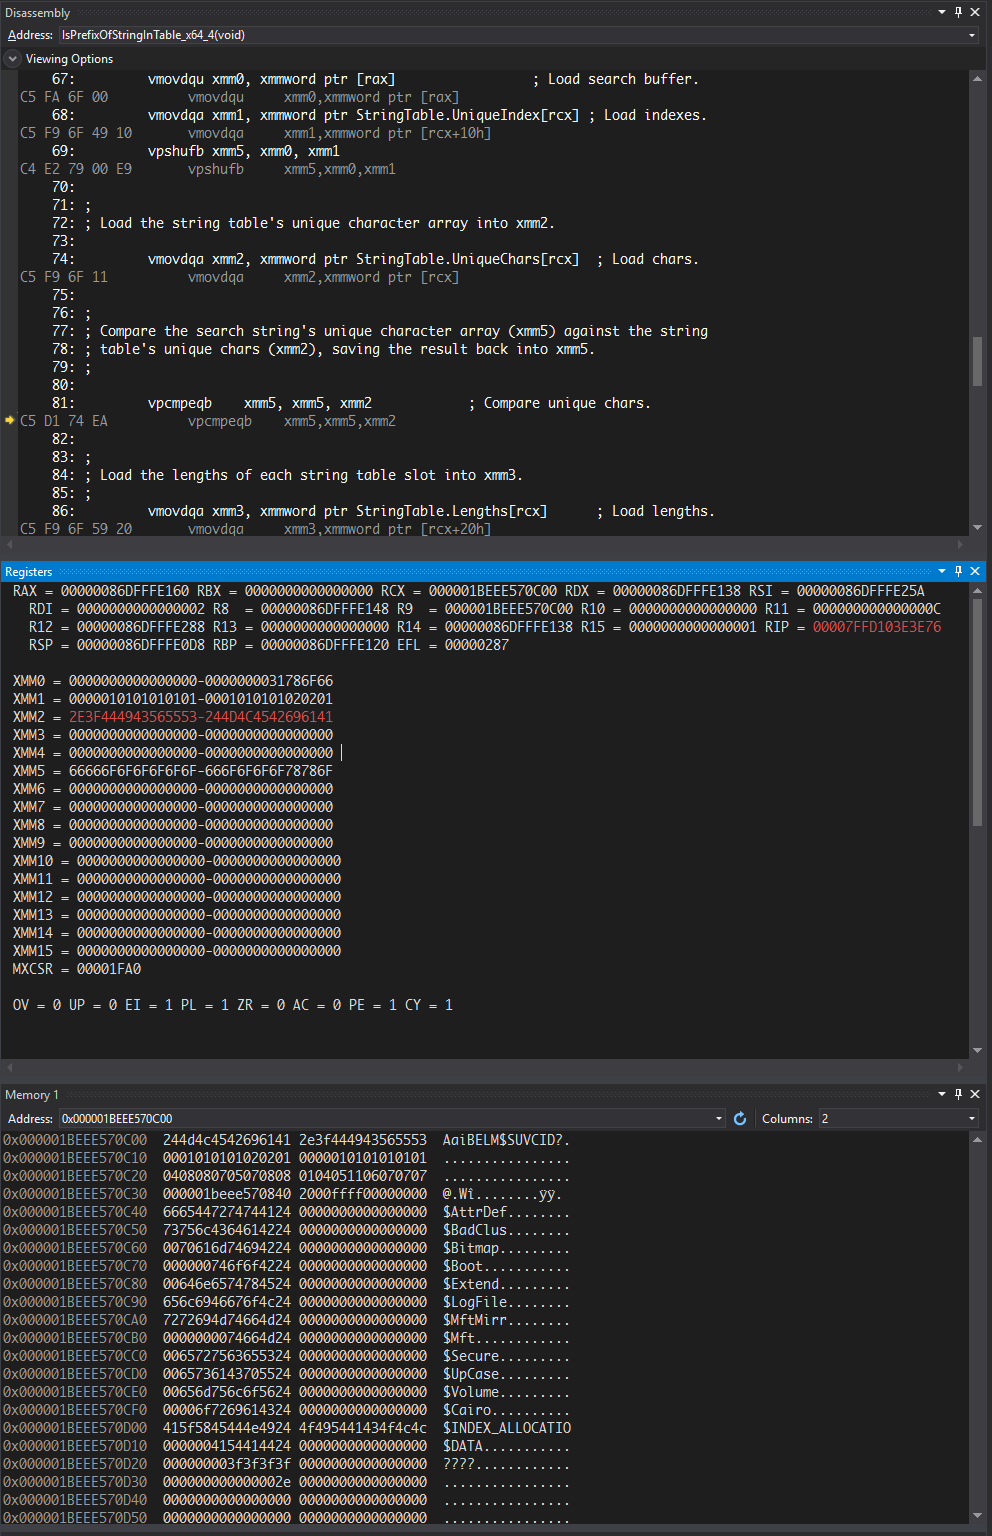 Disassembly
Address: IsPrefixOfStringInTable_x64_4(void)
Viewing Options
67: vmovdqu xmm0, xmmword ptr [rax] ; Load search buffer.
C5 FA 6F 00 vmovdqu xmm0,xmmword ptr [rax]
68: vmovdqa xmm1, xmmword ptr StringTable.UniqueIndex[rcx] ; Load indexes.
C5 F9 6F 49 10 vmovdqa xmm1,xmmword ptr [rcx+10h]
69: vpshufb xmm5, xmm0, xmm1
C4 E2 79 00 E9 vpshufb xmm5,xmm0,xmm1
70:
71: ;
72: ; Load the string table's unique character array into xmm2.
73:
74: vmovdqa xmm2, xmmword ptr StringTable.UniqueChars[rcx] ; Load chars.
C5 F9 6F 11 vmovdqa xmm2,xmmword ptr [rcx]
75:
76: ;
77: ; Compare the search string's unique character array (xmm5) against the string
78: ; table's unique chars (xmm2), saving the result back into xmm5.
79: ;
80:
81: vpcmpeqb xmm5, xmm5, xmm2 ; Compare unique chars.
C5 D1 74 EA vpcmpeqb xmm5,xmm5,xmm2
82:
83: ;
84: ; Load the lengths of each string table slot into xmm3.
85: ;
86: vmovdqa xmm3, xmmword ptr StringTable.Lengths[rcx] ; Load lengths.
C5 F9 6F 59 20 vmovdqa xmm3,xmmword ptr [rcx+20h]
Registers
RAX = 00000086DFFFE160 RBX = 0000000000000000 RCX = 000001BEEE570C00 RDX = 00000086DFFFE138 RSI = 00000086DFFFE25A
RDI = 0000000000000002 R8 = 00000086DFFFE148 R9 = 000001BEEE570C00 R10 = 0000000000000000 R11 = 000000000000000C
R12 = 00000086DFFFE288 R13 = 0000000000000000 R14 = 00000086DFFFE138 R15 = 0000000000000001 RIP = 00007FFD103E3E76
RSP = 00000086DFFFE0D8 RBP = 00000086DFFFE120 EFL = 00000287
XMM0 = 0000000000000000-0000000031786F66
XMM1 = 0000010101010101-0001010101020201
XMM2 = 2E3F444943565553-244D4C4542696141
XMM3 = 0000000000000000-0000000000000000
XMM4 = 0000000000000000-0000000000000000
XMM5 = 66666F6F6F6F6F6F-666F6F6F6F78786F
XMM6 = 0000000000000000-0000000000000000
XMM7 = 0000000000000000-0000000000000000
XMM8 = 0000000000000000-0000000000000000
XMM9 = 0000000000000000-0000000000000000
XMM10 = 0000000000000000-0000000000000000
XMM11 = 0000000000000000-0000000000000000
XMM12 = 0000000000000000-0000000000000000
XMM13 = 0000000000000000-0000000000000000
XMM14 = 0000000000000000-0000000000000000
XMM15 = 0000000000000000-0000000000000000
MXCSR = 00001FA0
OV = 0 UP = 0 EI = 1 PL = 1 ZR = 0 AC = 0 PE = 1 CY = 1
Memory 1
Address: 0x000001BEEE570C00 Columns: 2
0x000001BEEE570C00 244d4c4542696141 2e3f444943565553 AaiBELM$SUVCID?.
0x000001BEEE570C10 0001010101020201 0000010101010101 ................
0x000001BEEE570C20 0408080705070808 0104051106070707 ................
0x000001BEEE570C30 000001beee570840 2000ffff00000000 @.Wî........ÿÿ.
0x000001BEEE570C40 6665447274744124 0000000000000000 $AttrDef........
0x000001BEEE570C50 73756c4364614224 0000000000000000 $BadClus........
0x000001BEEE570C60 0070616d74694224 0000000000000000 $Bitmap.........
0x000001BEEE570C70 000000746f6f4224 0000000000000000 $Boot...........
0x000001BEEE570C80 00646e6574784524 0000000000000000 $Extend.........
0x000001BEEE570C90 656c6946676f4c24 0000000000000000 $LogFile........
0x000001BEEE570CA0 7272694d74664d24 0000000000000000 $MftMirr........
0x000001BEEE570CB0 0000000074664d24 0000000000000000 $Mft............
0x000001BEEE570CC0 0065727563655324 0000000000000000 $Secure.........
0x000001BEEE570CD0 0065736143705524 0000000000000000 $UpCase.........
0x000001BEEE570CE0 00656d756c6f5624 0000000000000000 $Volume.........
0x000001BEEE570CF0 00006f7269614324 0000000000000000 $Cairo..........
0x000001BEEE570D00 415f5845444e4924 4f495441434f4c4c $INDEX_ALLOCATIO
0x000001BEEE570D10 0000004154414424 0000000000000000 $DATA...........
0x000001BEEE570D20 000000003f3f3f3f 0000000000000000 ????............
0x000001BEEE570D30 000000000000002e 0000000000000000 ................
0x000001BEEE570D40 0000000000000000 0000000000000000 ................
0x000001BEEE570D50 0000000000000000 0000000000000000 ................